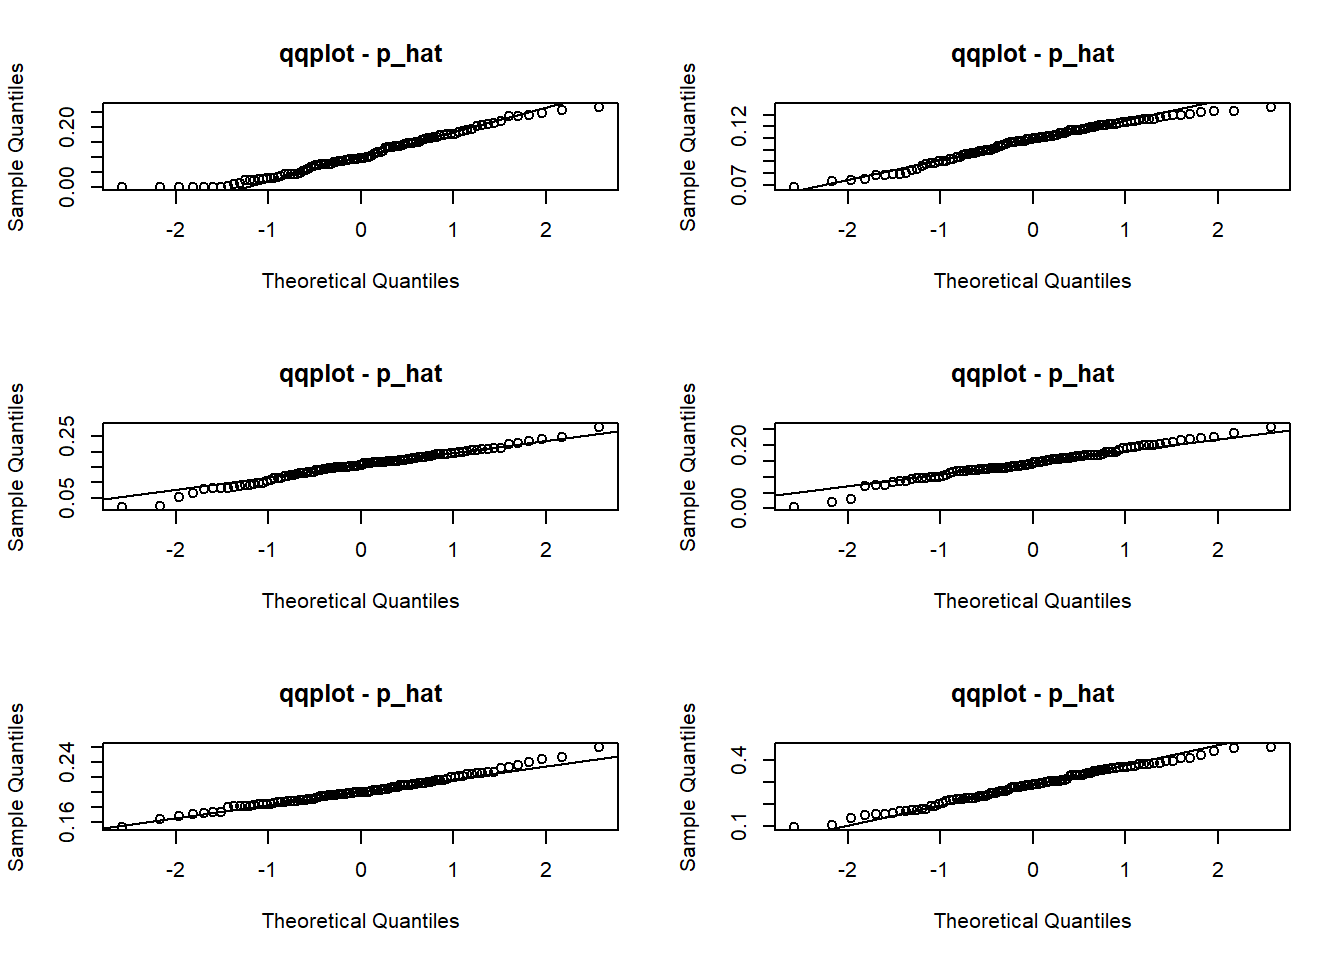 qqplot - p_hat
Sample Quantiles
0.20
0.00
-2 -1 0 1 2
Theoretical Quantiles
qqplot - p_hat
Sample Quantiles
0.12
0.07
-2 -1 0 1 2
Theoretical Quantiles
qqplot - p_hat
Sample Quantiles
0.25
0.05
-2 -1 0 1 2
Theoretical Quantiles
qqplot - p_hat
Sample Quantiles
0.20
0.00
-2 -1 0 1 2
Theoretical Quantiles
qqplot - p_hat
Sample Quantiles
0.24
0.16
-2 -1 0 1 2
Theoretical Quantiles
qqplot - p_hat
Sample Quantiles
0.4
0.1
-2 -1 0 1 2
Theoretical Quantiles